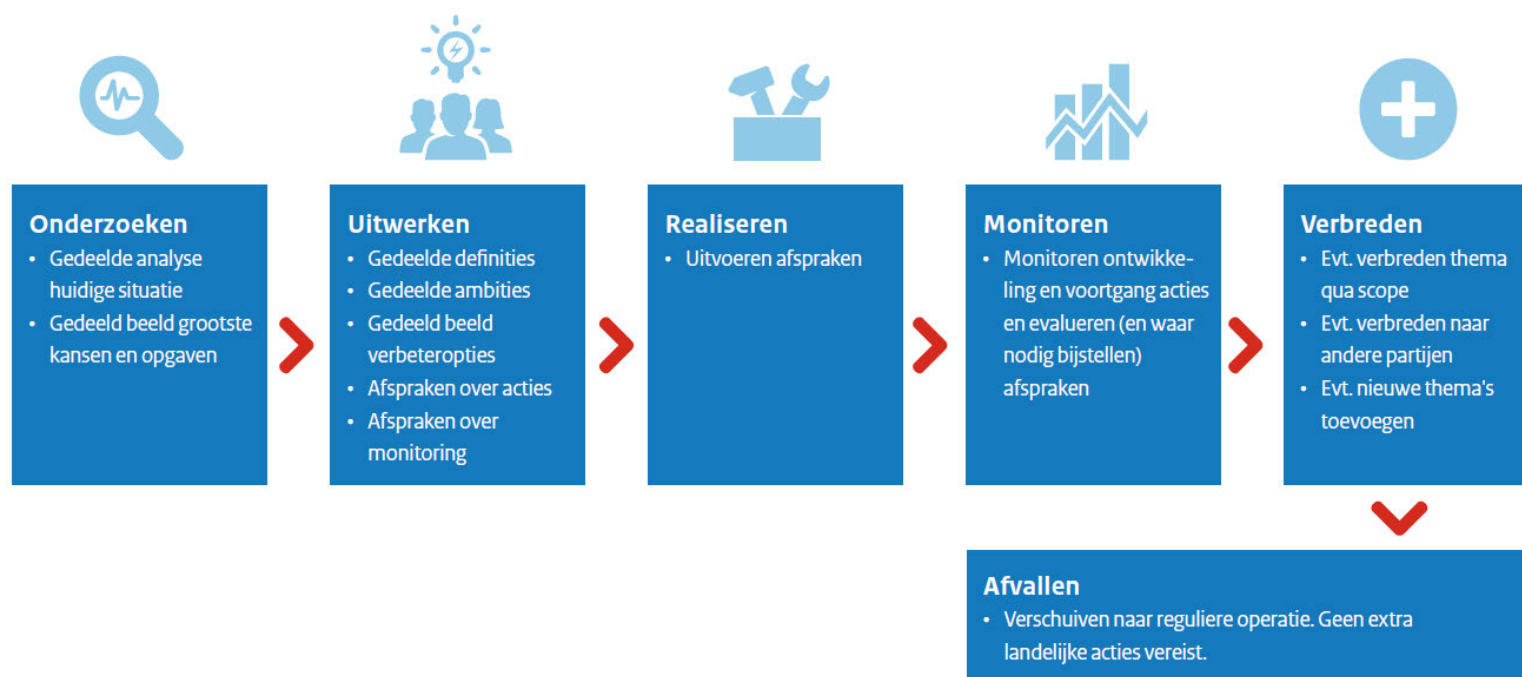 Onderzoeken
• Gedeelde analyse
huidige situatie
• Gedeeld beeld grootste
kansen en opgaven
Uitwerken
• Gedeelde definities
• Gedeelde ambities
• Gedeeld beeld
verbeteropties
• Afspraken over acties
• Afspraken over
monitoring
Realiseren
• Uitvoeren afspraken
Monitoren
• Monitoren ontwikke-
ling en voortgang acties
en evalueren (en waar
nodig bijstellen)
afspraken
Verbreden
• Evt. verbreden thema
qua scope
• Evt. verbreden naar
andere partijen
• Evt. nieuwe thema's
toevoegen
Afvallen
• Verschuiven naar reguliere operatie. Geen extra
landelijke acties vereist.